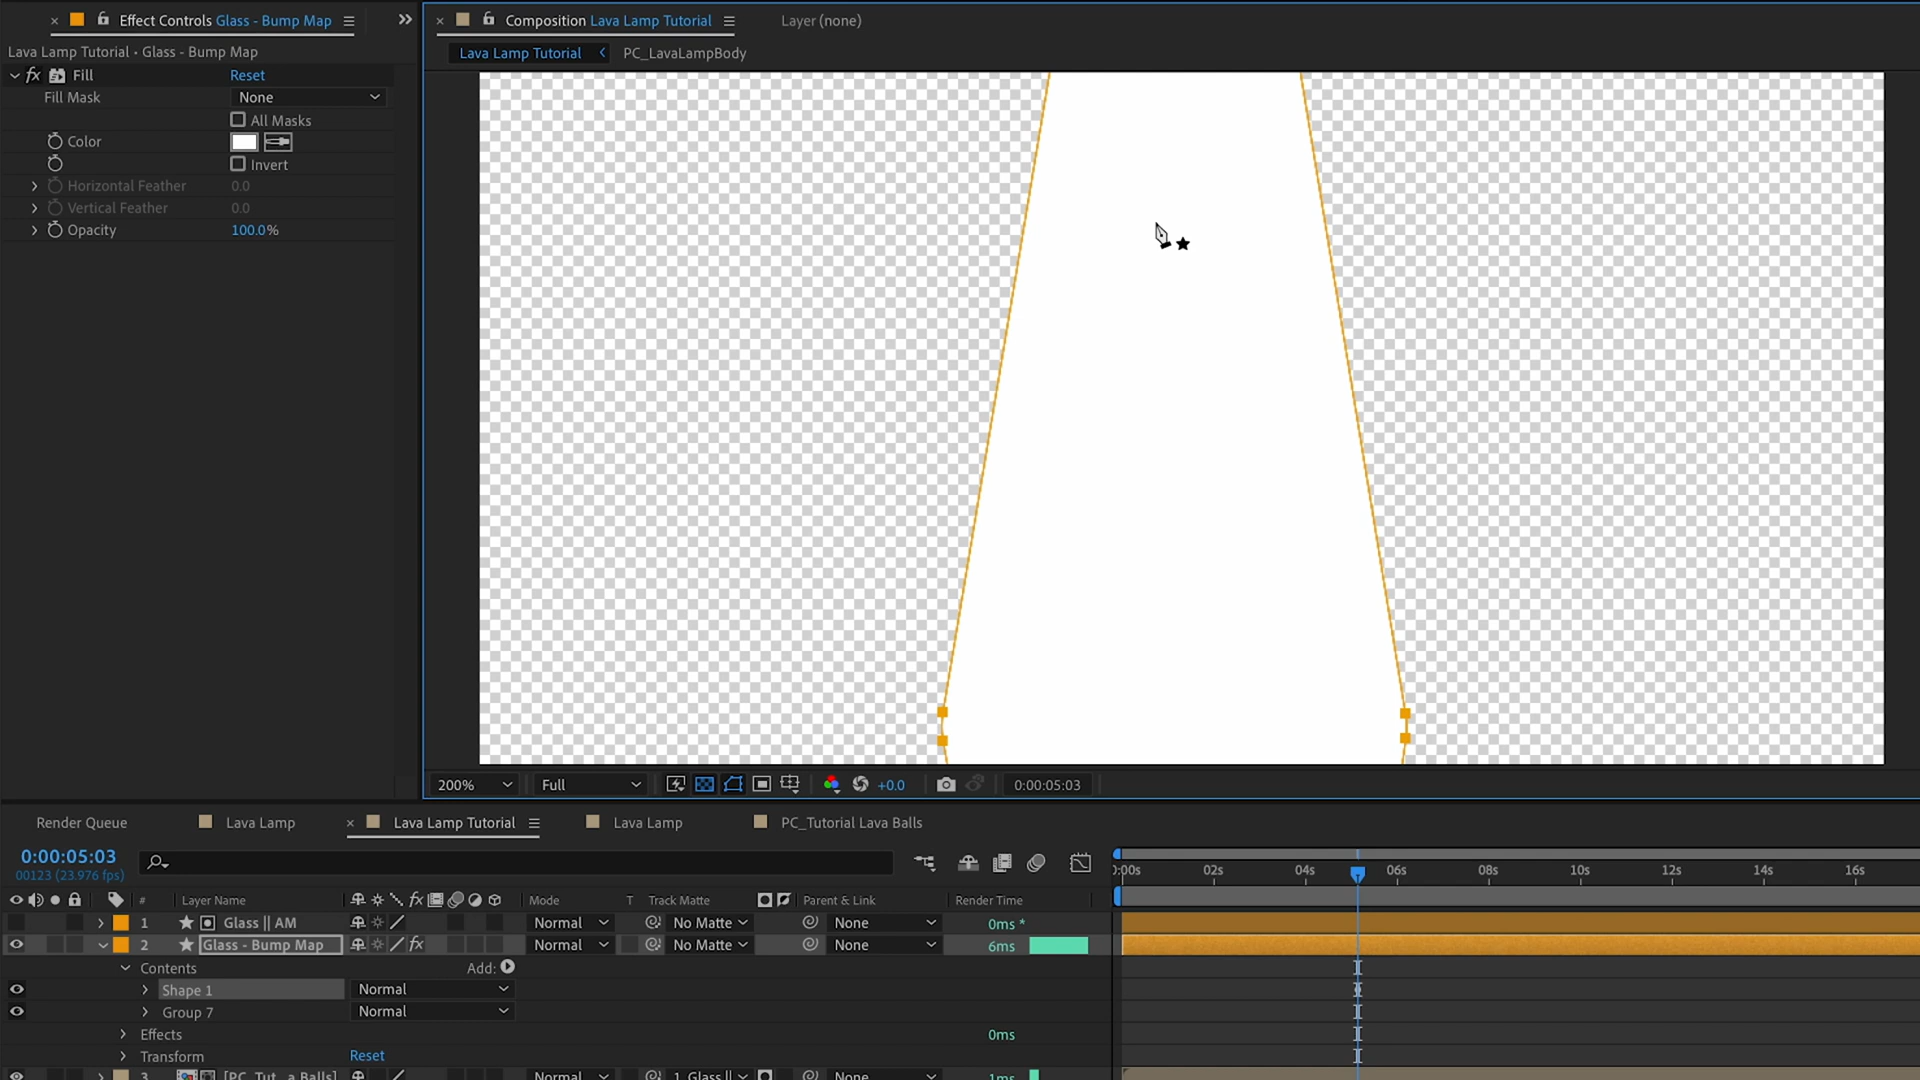 Effect Controls Glass - Bump Map
Composition Lava Lamp Tutorial
Layer (none)
Lava Lamp Tutorial • Glass - Bump Map
Lava Lamp Tutorial
PC_LavaLampBody
fx Fill Reset
Fill Mask None
All Masks
Color
Invert
Horizontal Feather 0.0
Vertical Feather 0.0
Opacity 100.0%
200% Full +0.0 0:00:05:03
Render Queue Lava Lamp Lava Lamp Tutorial Lava Lamp PC_Tutorial Lava Balls
0:00:05:03
00123 (23.976 fps)
0:00s 02s 04s 06s 08s 10s 12s 14s 16s
# Layer Name fx Mode T Track Matte Parent & Link Render Time
1 Glass || AM Normal No Matte None 0ms *
2 Glass - Bump Map fx Normal No Matte None 6ms
Contents Add:
Shape 1 Normal
Group 7 Normal
Effects 0ms
Transform Reset
3 [PC_Tut...a Balls] Normal 1. Glass || None 1ms